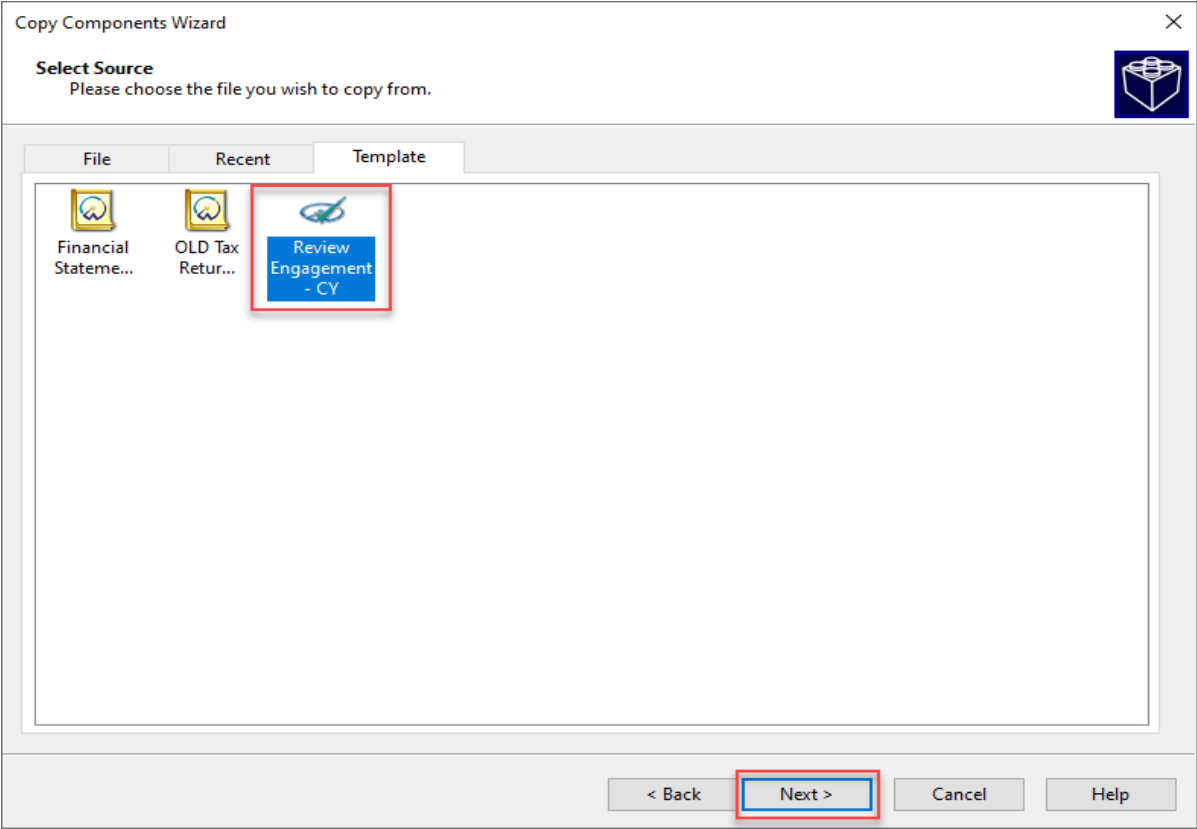 Copy Components Wizard
Select Source
Please choose the file you wish to copy from.
File
Recent
Template
Financial
Stateme...
OLD Tax
Retur...
Review
Engagement
- CY
< Back
Next >
Cancel
Help